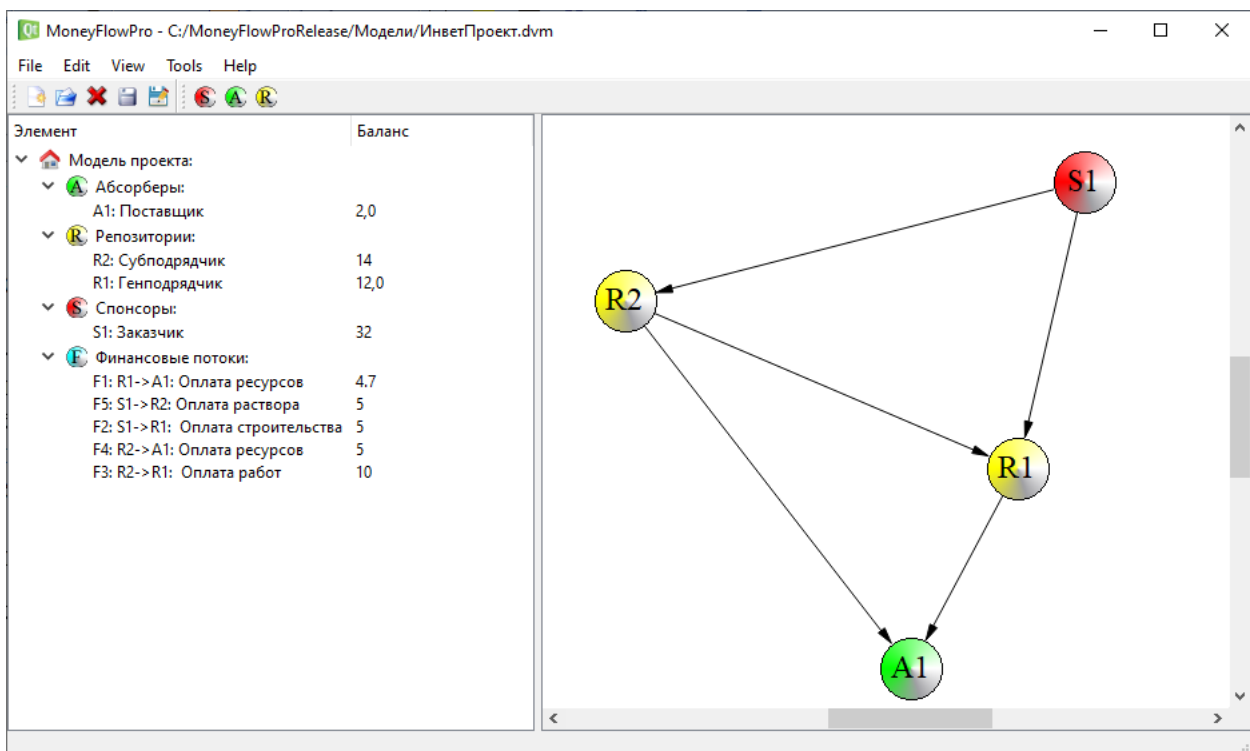 MoneyFlowPro - C:/MoneyFlowProRelease/Модели/ИнветПроект.dvm
File Edit View Tools Help
S A R
Элемент Баланс
Модель проекта:
A Абсорберы:
A1: Поставщик 2,0
R Репозитории:
R2: Субподрядчик 14
R1: Генподрядчик 12,0
S Спонсоры:
S1: Заказчик 32
F Финансовые потоки:
F1: R1->A1: Оплата ресурсов 4.7
F5: S1->R2: Оплата раствора 5
F2: S1->R1: Оплата строительства 5
F4: R2->A1: Оплата ресурсов 5
F3: R2->R1: Оплата работ 10
S1
R2
R1
A1